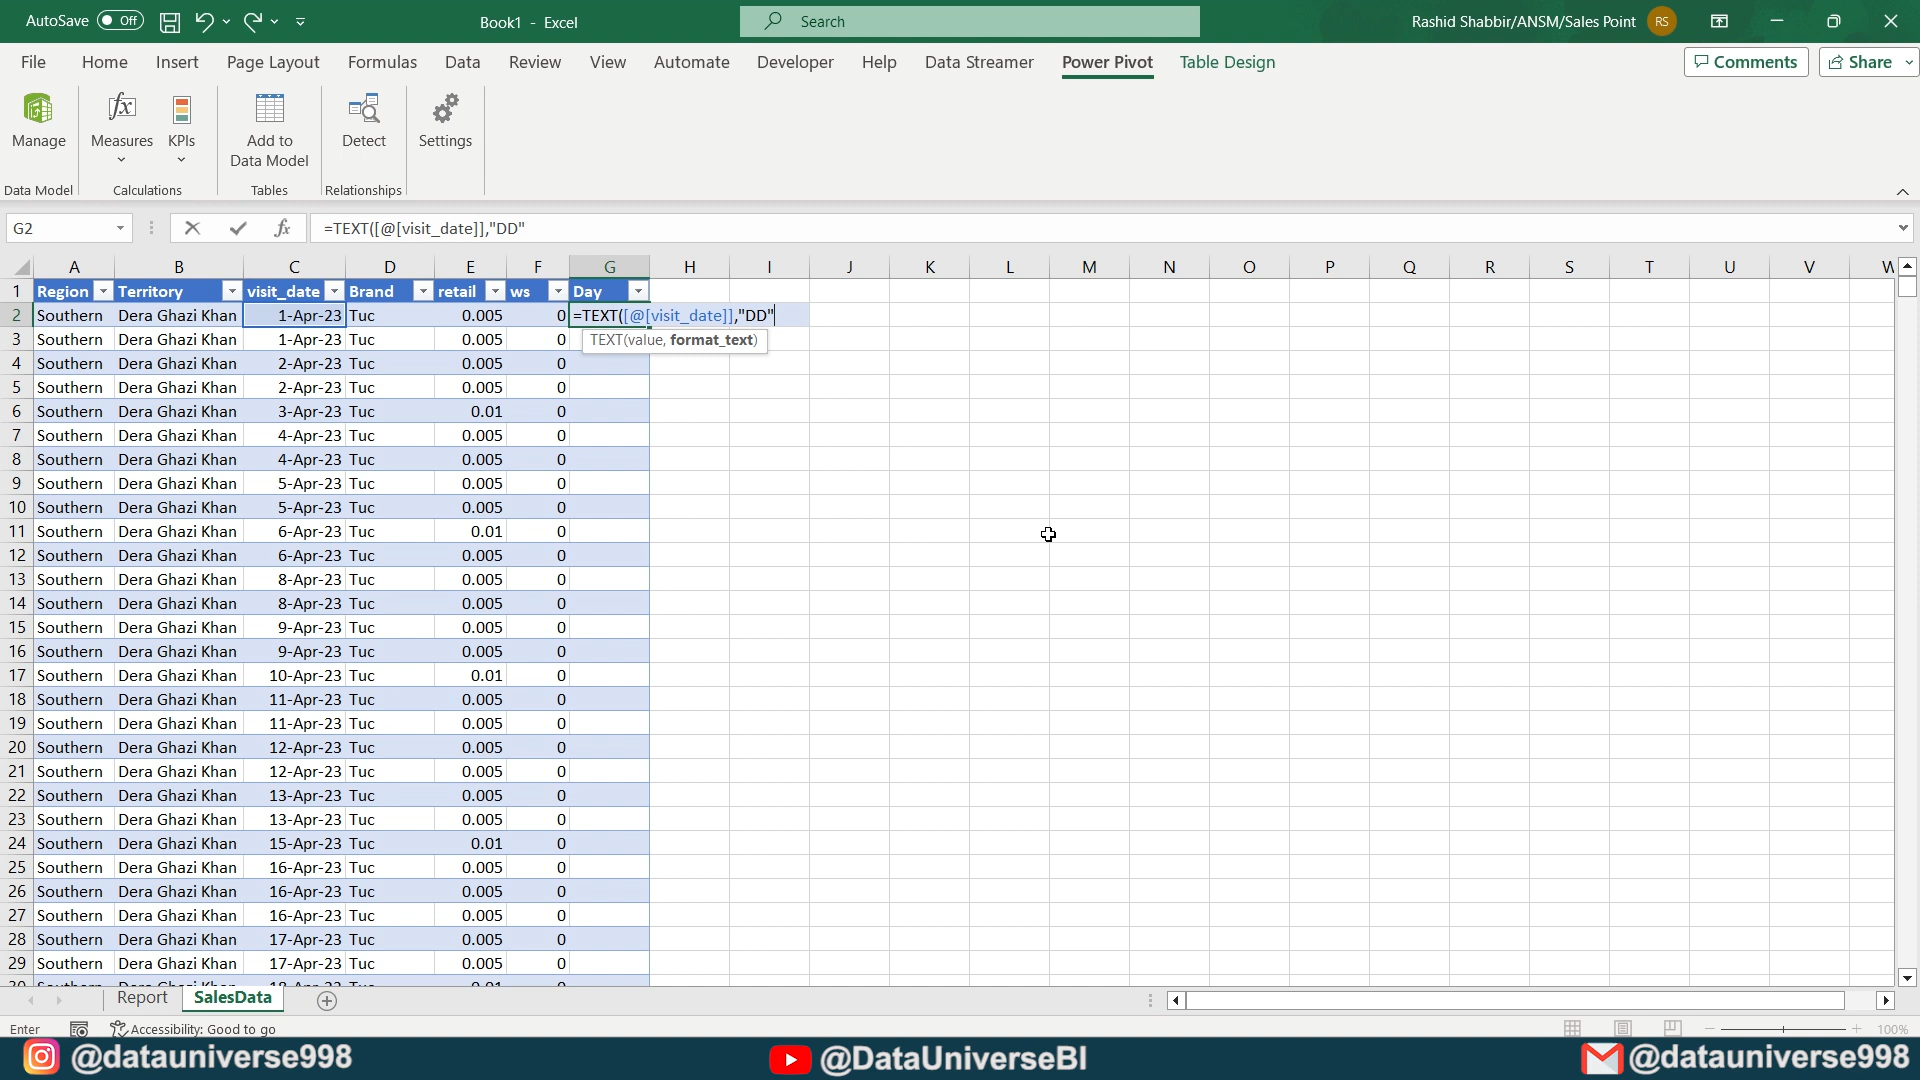 AutoSave Off Book1 - Excel Search Rashid Shabbir/ANSM/Sales Point RS
File Home Insert Page Layout Formulas Data Review View Automate Developer Help Data Streamer Power Pivot Table Design Comments Share
Manage Measures KPIs Add to Data Model Detect Settings
Data Model Calculations Tables Relationships
G2 fx =TEXT([@[visit_date]],"DD"
A B C D E F G H I J K L M N O P Q R S T U V W
1 Region Territory visit_date Brand retail ws Day
2 Southern Dera Ghazi Khan 1-Apr-23 Tuc 0.005 0 =TEXT([@[visit_date]],"DD"
3 Southern Dera Ghazi Khan 1-Apr-23 Tuc 0.005 0 TEXT(value, format_text)
4 Southern Dera Ghazi Khan 2-Apr-23 Tuc 0.005 0
5 Southern Dera Ghazi Khan 2-Apr-23 Tuc 0.005 0
6 Southern Dera Ghazi Khan 3-Apr-23 Tuc 0.01 0
7 Southern Dera Ghazi Khan 4-Apr-23 Tuc 0.005 0
8 Southern Dera Ghazi Khan 4-Apr-23 Tuc 0.005 0
9 Southern Dera Ghazi Khan 5-Apr-23 Tuc 0.005 0
10 Southern Dera Ghazi Khan 5-Apr-23 Tuc 0.005 0
11 Southern Dera Ghazi Khan 6-Apr-23 Tuc 0.01 0
12 Southern Dera Ghazi Khan 6-Apr-23 Tuc 0.005 0
13 Southern Dera Ghazi Khan 8-Apr-23 Tuc 0.005 0
14 Southern Dera Ghazi Khan 8-Apr-23 Tuc 0.005 0
15 Southern Dera Ghazi Khan 9-Apr-23 Tuc 0.005 0
16 Southern Dera Ghazi Khan 9-Apr-23 Tuc 0.005 0
17 Southern Dera Ghazi Khan 10-Apr-23 Tuc 0.01 0
18 Southern Dera Ghazi Khan 11-Apr-23 Tuc 0.005 0
19 Southern Dera Ghazi Khan 11-Apr-23 Tuc 0.005 0
20 Southern Dera Ghazi Khan 12-Apr-23 Tuc 0.005 0
21 Southern Dera Ghazi Khan 12-Apr-23 Tuc 0.005 0
22 Southern Dera Ghazi Khan 13-Apr-23 Tuc 0.005 0
23 Southern Dera Ghazi Khan 13-Apr-23 Tuc 0.005 0
24 Southern Dera Ghazi Khan 15-Apr-23 Tuc 0.01 0
25 Southern Dera Ghazi Khan 16-Apr-23 Tuc 0.005 0
26 Southern Dera Ghazi Khan 16-Apr-23 Tuc 0.005 0
27 Southern Dera Ghazi Khan 16-Apr-23 Tuc 0.005 0
28 Southern Dera Ghazi Khan 17-Apr-23 Tuc 0.005 0
29 Southern Dera Ghazi Khan 17-Apr-23 Tuc 0.005 0
Report SalesData
Enter Accessibility: Good to go 100%
@datauniverse998 @DataUniverseBI @datauniverse998